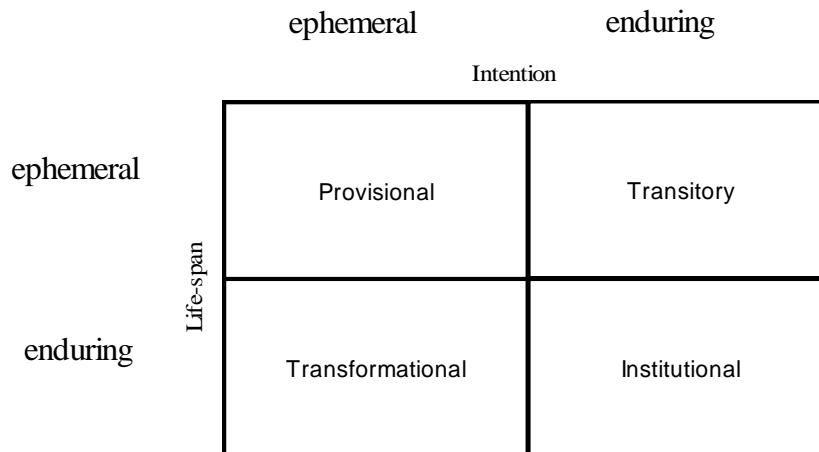 ephemeral enduring
Intention
ephemeral
Provisional Transitory
Life-span
enduring
Transformational Institutional